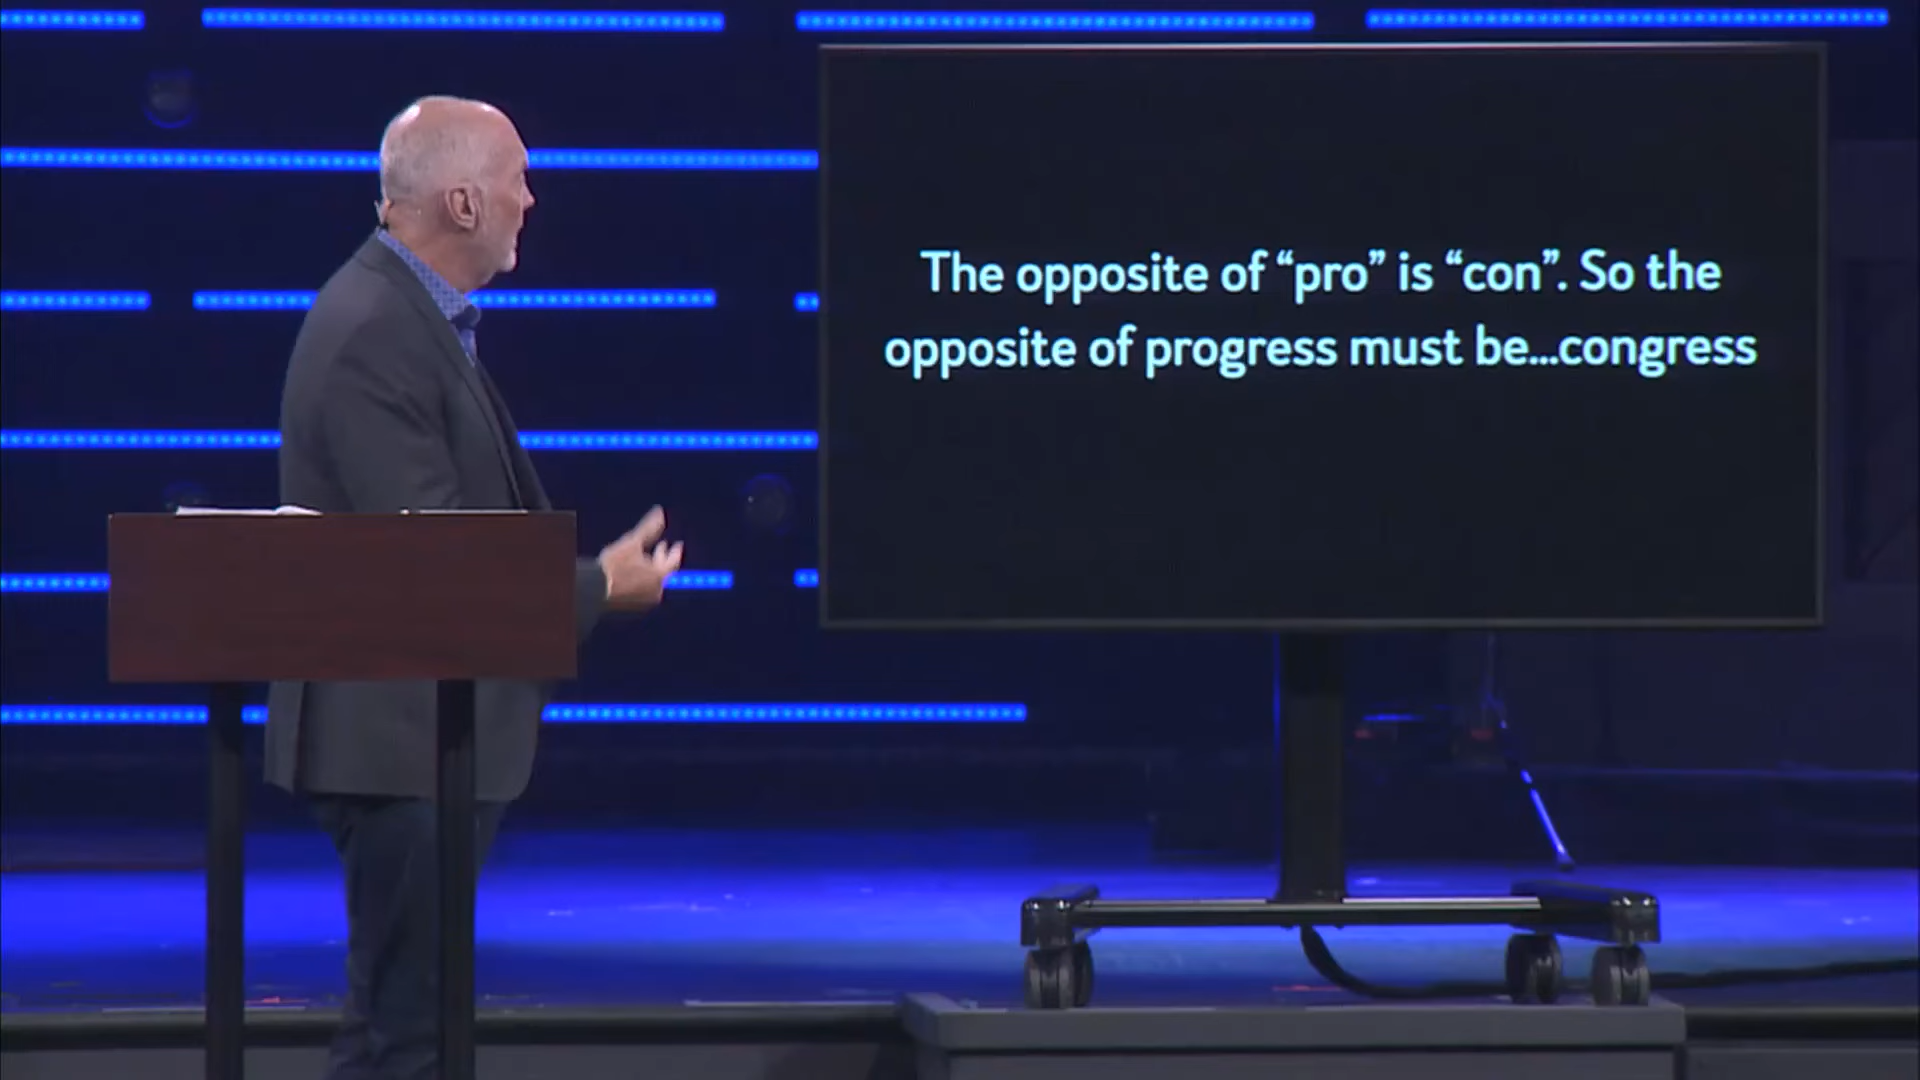 The opposite of “pro” is “con”. So the
opposite of progress must be...congress